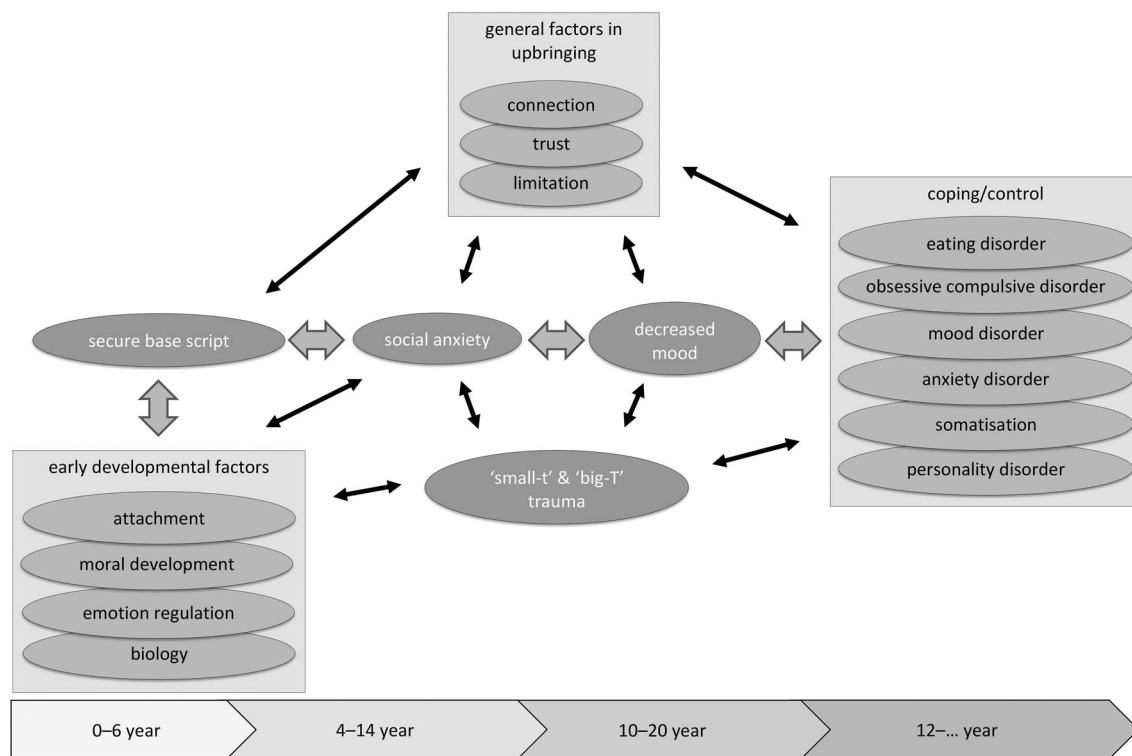 general factors in
upbringing
connection
trust
limitation
coping/control
eating disorder
obsessive compulsive disorder
mood disorder
anxiety disorder
somatisation
personality disorder
secure base script
social anxiety
decreased
mood
early developmental factors
attachment
moral development
emotion regulation
biology
‘small-t’ & ‘big-T’
trauma
0–6 year
4–14 year
10–20 year
12–... year